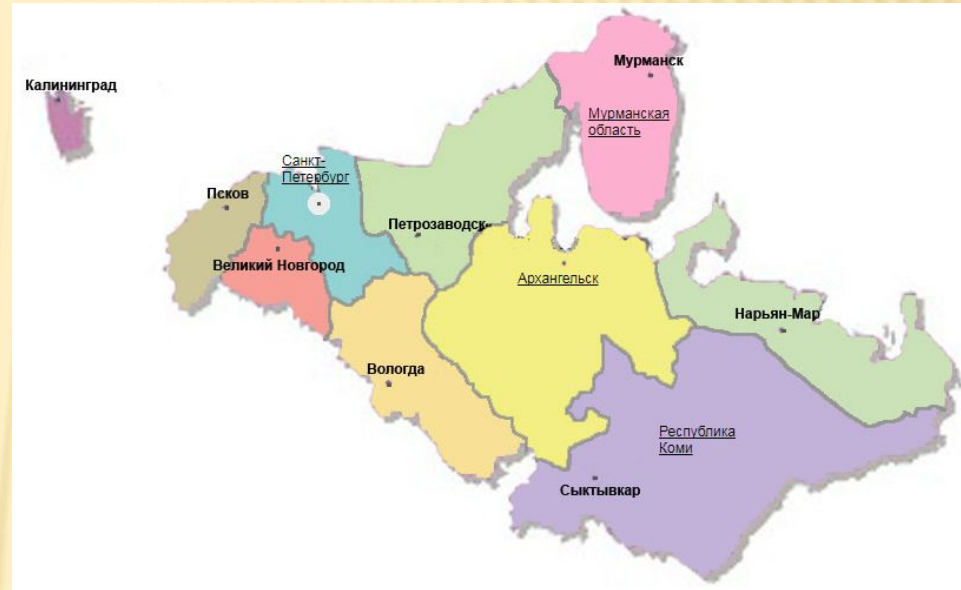 Мурманск
Калининград
Мурманская
область
Санкт-
Петербург
Псков
Петрозаводск
Великий Новгород
Архангельск
Нарьян-Мар
Вологда
Республика
Коми
Сыктывкар